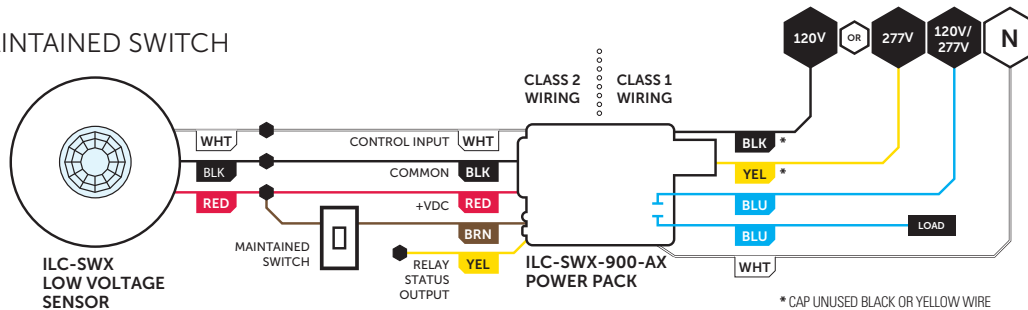 AINTAINED SWITCH
120V
OR
277V
120V/
277V
N
CLASS 2
WIRING
CLASS 1
WIRING
WHT
CONTROL INPUT
WHT
BLK
COMMON
BLK
RED
+VDC
RED
BRN
MAINTAINED
SWITCH
RELAY
STATUS
OUTPUT
YEL
BLK *
YEL *
BLU
BLU
LOAD
WHT
ILC-SWX
LOW VOLTAGE
SENSOR
ILC-SWX-900-AX
POWER PACK
* CAP UNUSED BLACK OR YELLOW WIRE